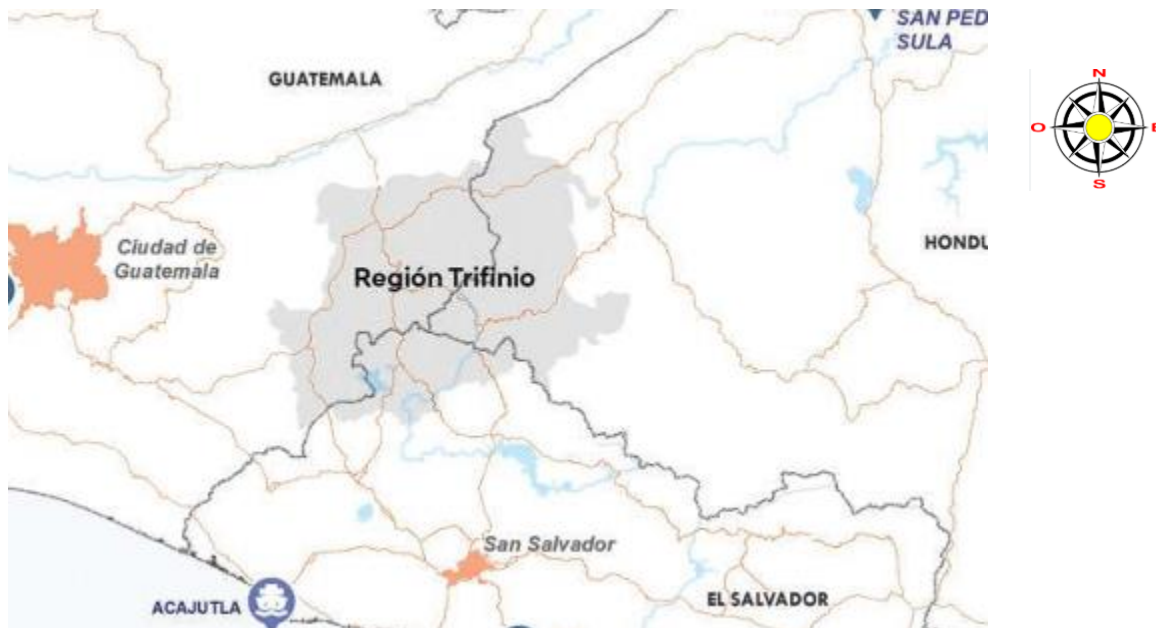 SAN PED
SULA
GUATEMALA
N
O
E
S
Ciudad de
Guatemala
HONDU
Región Trifinio
San Salvador
ACAJUTLA
EL SALVADOR